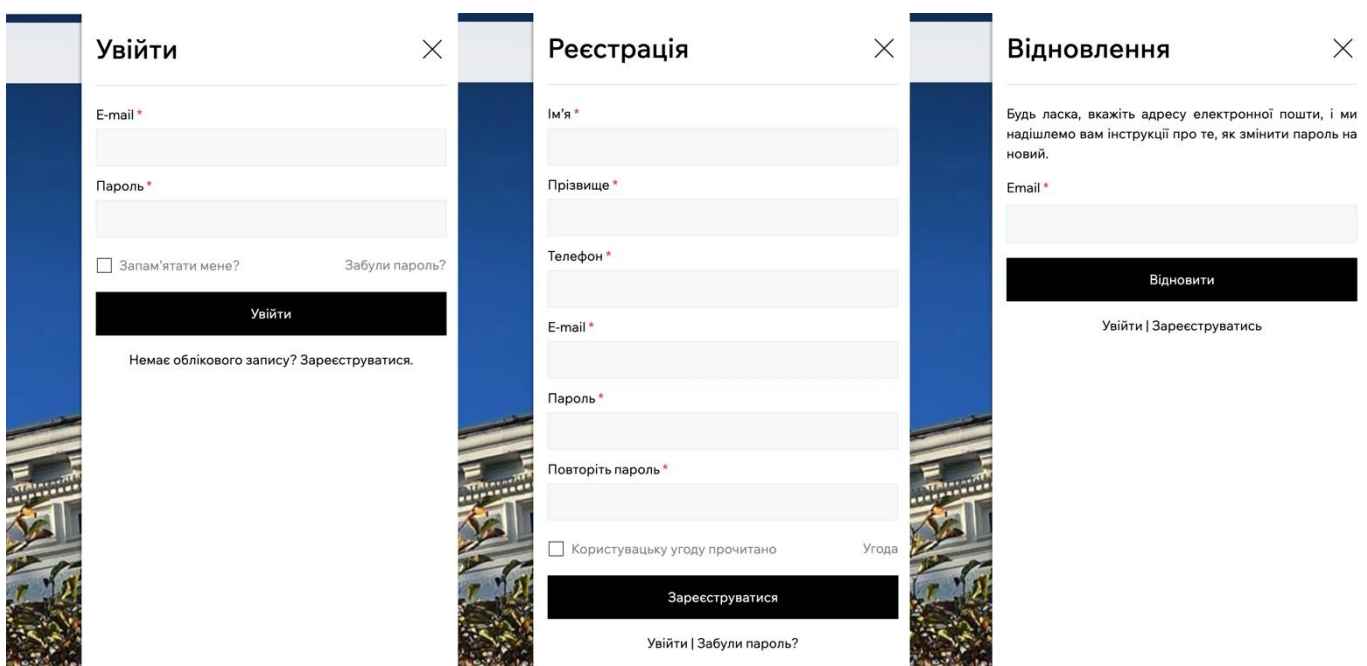 Увійти
E-mail *
Пароль *
Запам'ятати мене? Забули пароль?
Увійти
Немає облікового запису? Зареєструватися.
Реєстрація
Ім'я *
Прізвище *
Телефон *
E-mail *
Пароль *
Повторіть пароль *
Користувацьку угоду прочитано Угода
Зареєструватися
Увійти | Забули пароль?
Відновлення
Будь ласка, вкажіть адресу електронної пошти, і ми
надішлемо вам інструкції про те, як змінити пароль на
новий.
Email *
Відновити
Увійти | Зареєструватись